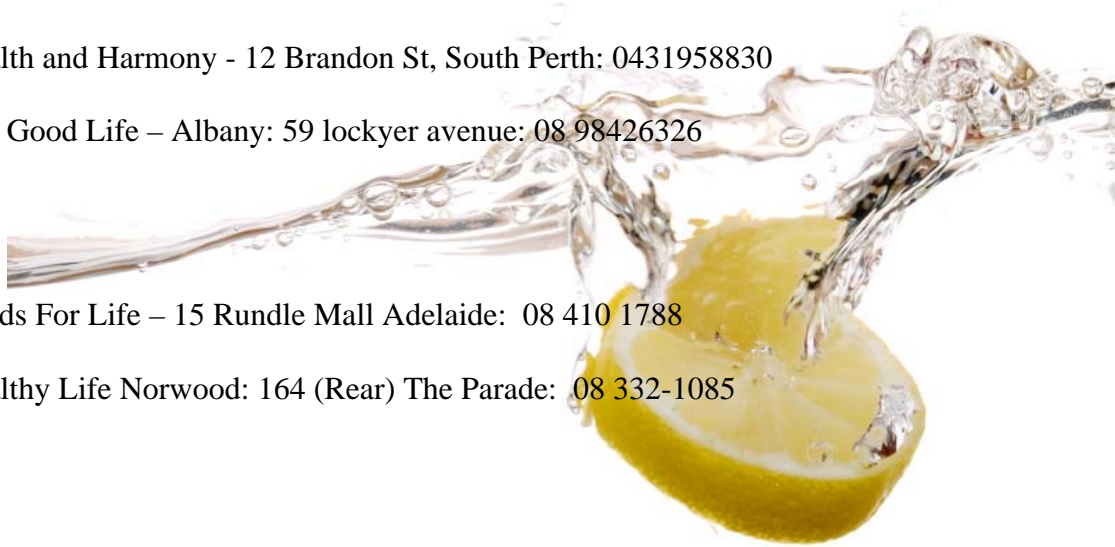 lth and Harmony - 12 Brandon St, South Perth: 0431958830
Good Life – Albany: 59 lockyer avenue: 08 98426326
ds For Life – 15 Rundle Mall Adelaide:  08 410 1788
lthy Life Norwood: 164 (Rear) The Parade:  08 332-1085